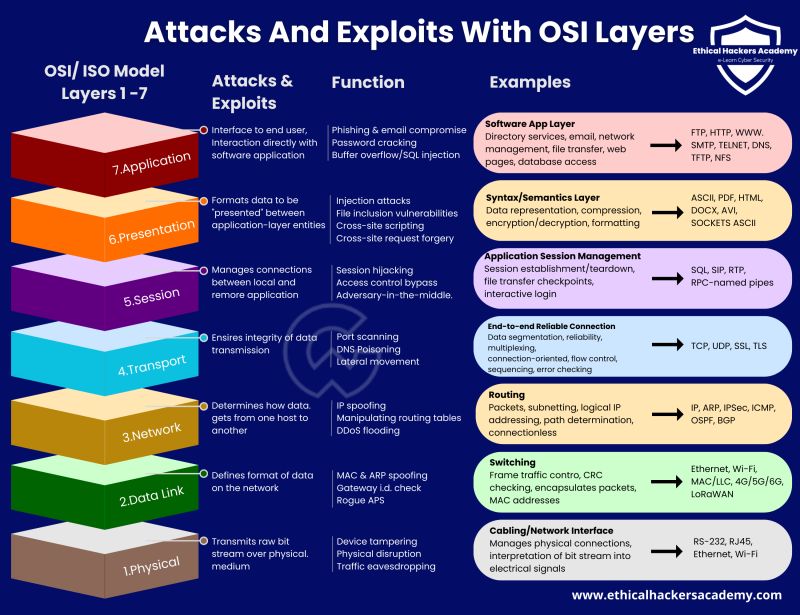 Attacks And Exploits With OSI Layers
Ethical Hackers Academy
e-Learn Cyber Security
OSI/ ISO Model
Layers 1 -7
Attacks &
Exploits
Function
Examples
7.Application
Interface to end user,
Interaction directly with
software application
Phishing & email compromise
Password cracking
Buffer overflow/SQL injection
Software App Layer
Directory services, email, network
management, file transfer, web
pages, database access
FTP, HTTP, WWW.
SMTP, TELNET, DNS,
TFTP, NFS
6.Presentation
Formats data to be
"presented" between
application-layer entities
Injection attacks
File inclusion vulnerabilities
Cross-site scripting
Cross-site request forgery
Syntax/Semantics Layer
Data representation, compression,
encryption/decryption, formatting
ASCII, PDF, HTML,
DOCX, AVI,
SOCKETS ASCII
5.Session
Manages connections
between local and
remore application
Session hijacking
Access control bypass
Adversary-in-the-middle.
Application Session Management
Session establishment/teardown,
file transfer checkpoints,
interactive login
SQL, SIP, RTP,
RPC-named pipes
4.Transport
Ensires integrity of data
transmission
Port scanning
DNS Poisoning
Lateral movement
End-to-end Reliable Connection
Data segmentation, reliability,
multiplexing,
connection-oriented, flow control,
sequencing, error checking
TCP, UDP, SSL, TLS
3.Network
Determines how data.
gets from one host to
another
IP spoofing
Manipulating routing tables
DDoS flooding
Routing
Packets, subnetting, logical IP
addressing, path determination,
connectionless
IP, ARP, IPSec, ICMP,
OSPF, BGP
2.Data Link
Defines format of data
on the network
MAC & ARP spoofing
Gateway i.d. check
Rogue APS
Switching
Frame traffic contro, CRC
checking, encapsulates packets,
MAC addresses
Ethernet, Wi-Fi,
MAC/LLC, 4G/5G/6G,
LoRaWAN
1.Physical
Transmits raw bit
stream over physical.
medium
Device tampering
Physical disruption
Traffic eavesdropping
Cabling/Network Interface
Manages physical connections,
interpretation of bit stream into
electrical signals
RS-232, RJ45,
Ethernet, Wi-Fi
www.ethicalhackersacademy.com